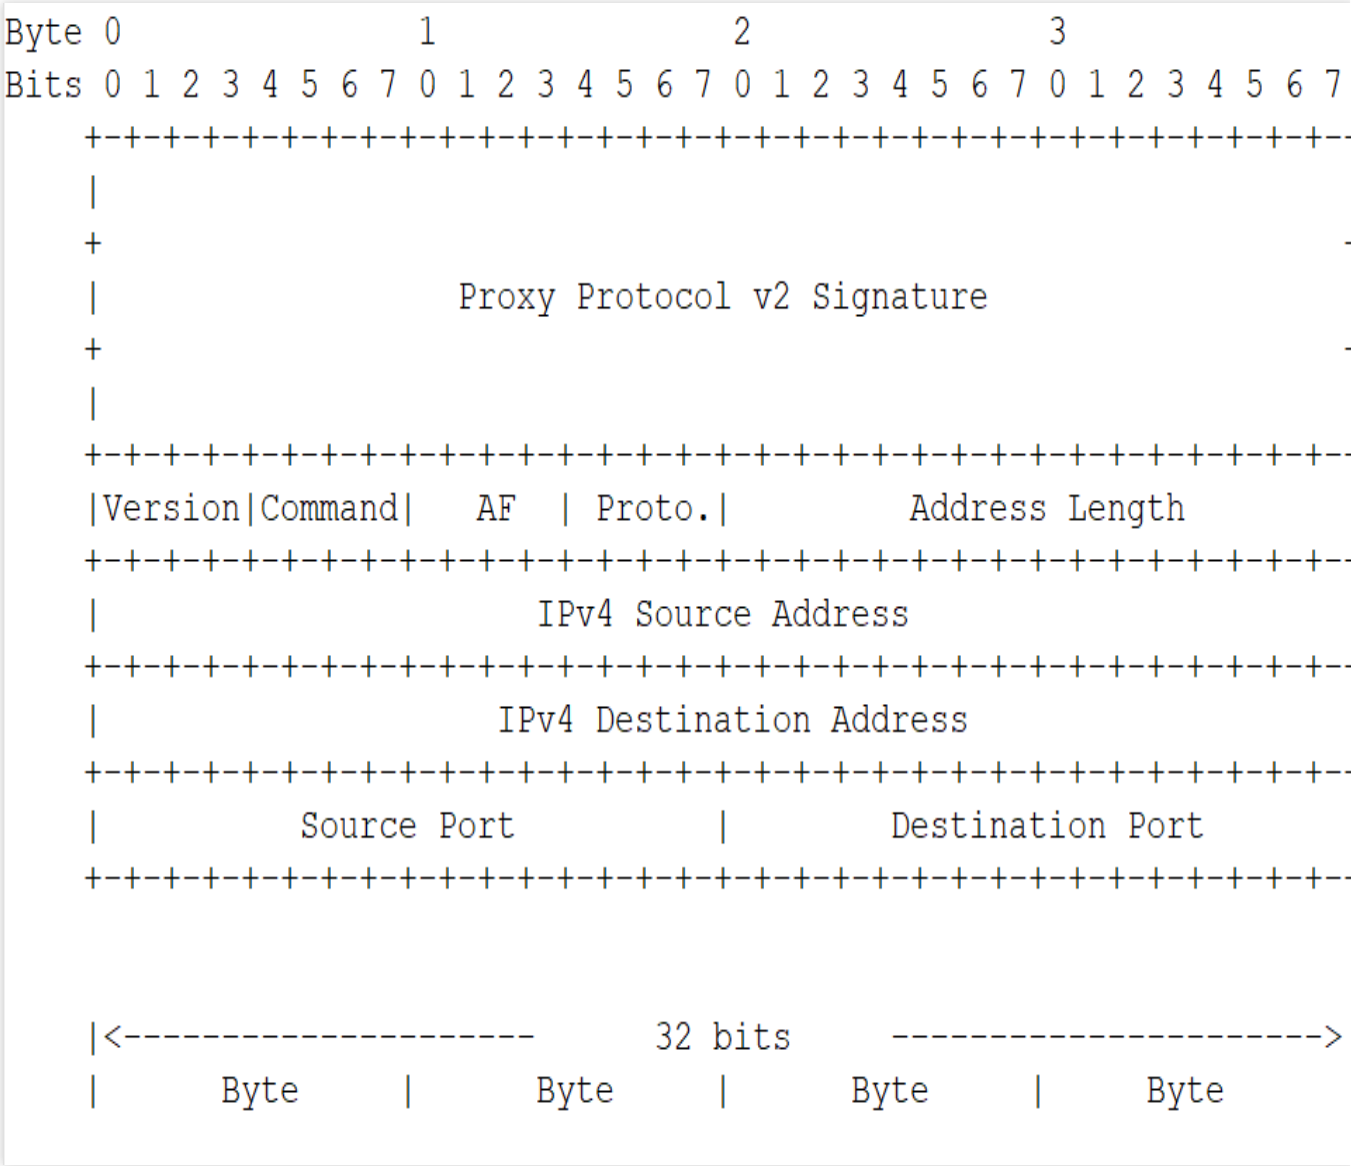 Byte 0 1 2 3
Bits 0 1 2 3 4 5 6 7 0 1 2 3 4 5 6 7 0 1 2 3 4 5 6 7 0 1 2 3 4 5 6 7
+-+-+-+-+-+-+-+-+-+-+-+-+-+-+-+-+-+-+-+-+-+-+-+-+-+-+-+-+-+-+-+-+-
|
+ -
| Proxy Protocol v2 Signature
+ -
|
+-+-+-+-+-+-+-+-+-+-+-+-+-+-+-+-+-+-+-+-+-+-+-+-+-+-+-+-+-+-+-+-+-
|Version|Command| AF | Proto.| Address Length
+-+-+-+-+-+-+-+-+-+-+-+-+-+-+-+-+-+-+-+-+-+-+-+-+-+-+-+-+-+-+-+-+-
| IPv4 Source Address
+-+-+-+-+-+-+-+-+-+-+-+-+-+-+-+-+-+-+-+-+-+-+-+-+-+-+-+-+-+-+-+-+-
| IPv4 Destination Address
+-+-+-+-+-+-+-+-+-+-+-+-+-+-+-+-+-+-+-+-+-+-+-+-+-+-+-+-+-+-+-+-+-
| Source Port | Destination Port
+-+-+-+-+-+-+-+-+-+-+-+-+-+-+-+-+-+-+-+-+-+-+-+-+-+-+-+-+-+-+-+-+-
|<--------------------- 32 bits ---------------------->
| Byte | Byte | Byte | Byte